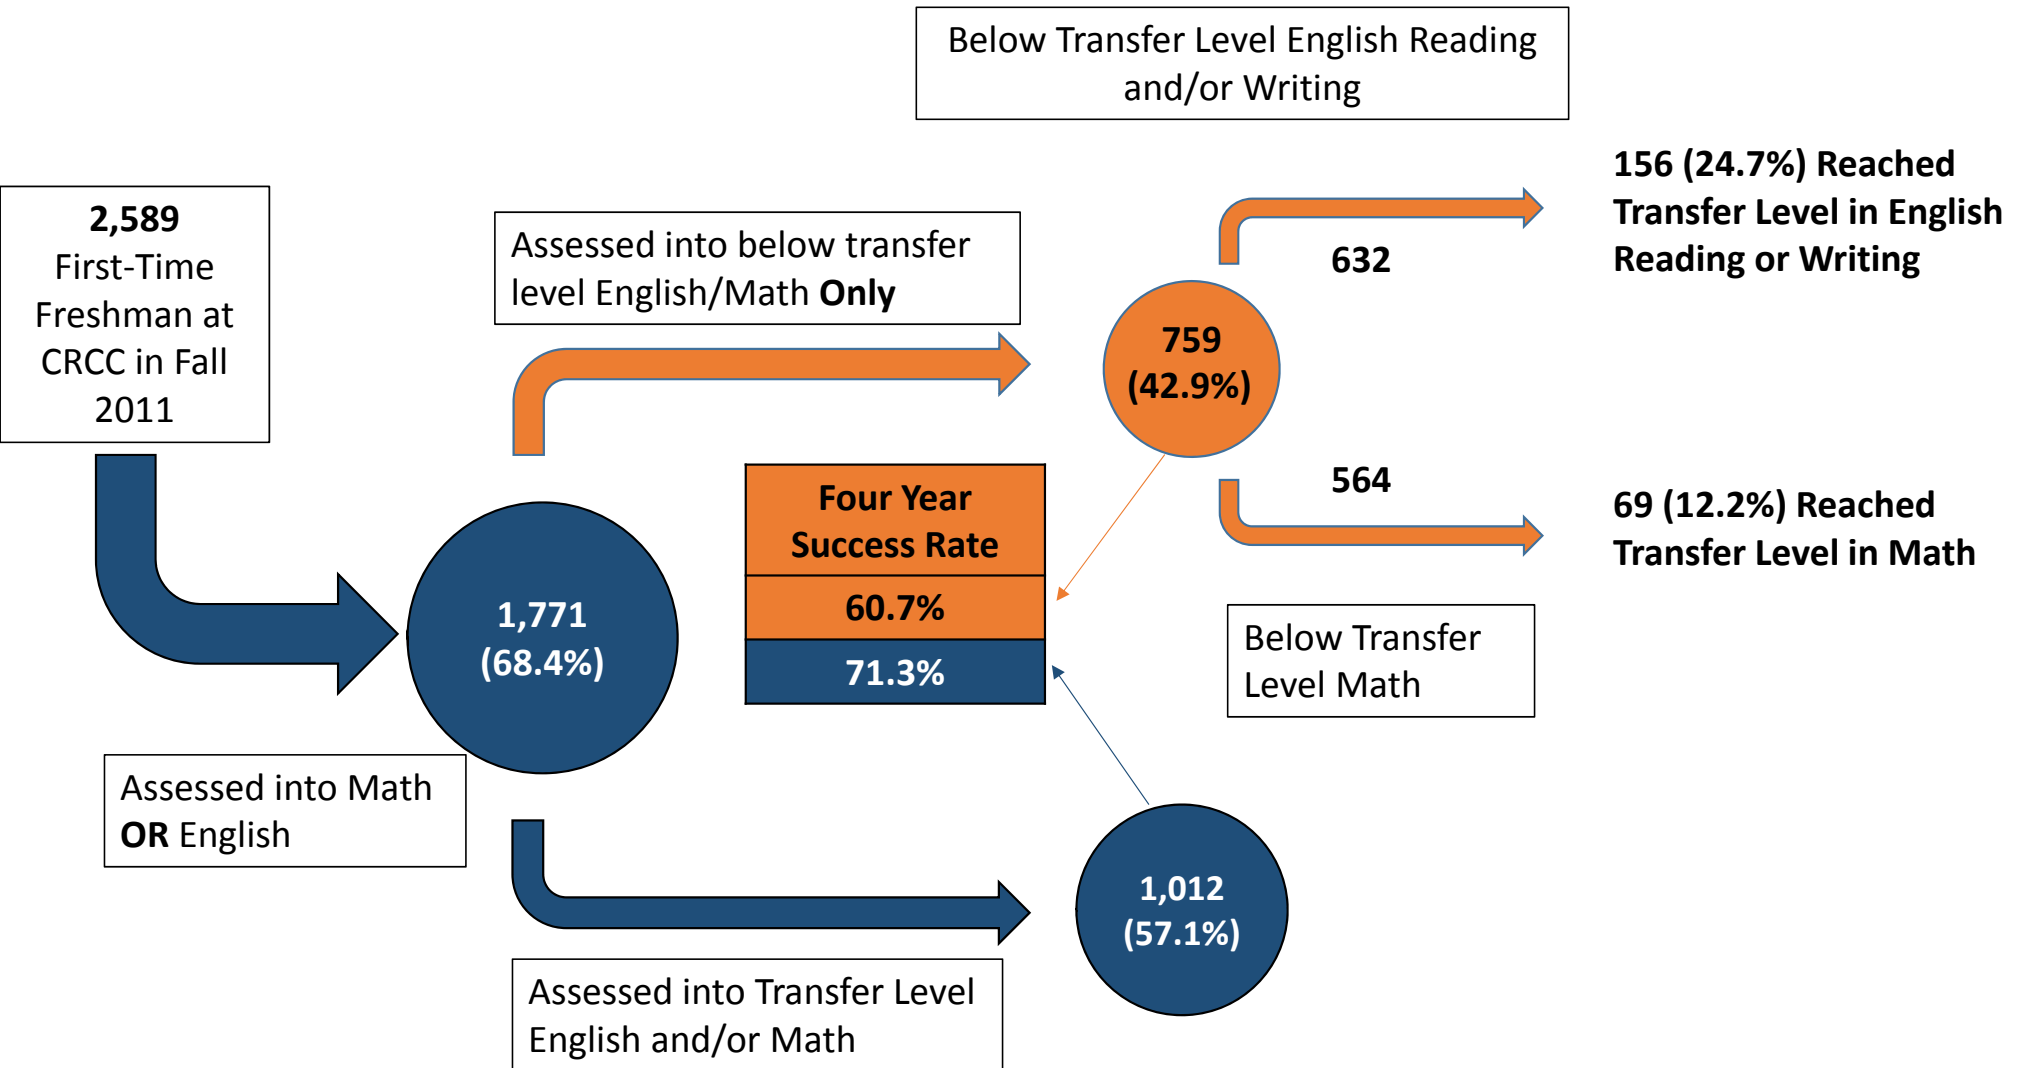 Below Transfer Level English Reading
and/or Writing
2,589
First-Time
Freshman at
CRCC in Fall
2011
Assessed into below transfer
level English/Math Only
156 (24.7%) Reached
Transfer Level in English
Reading or Writing
632
759
(42.9%)
564
69 (12.2%) Reached
Transfer Level in Math
Four Year
Success Rate
60.7%
71.3%
1,771
(68.4%)
Below Transfer
Level Math
Assessed into Math
OR English
1,012
(57.1%)
Assessed into Transfer Level
English and/or Math